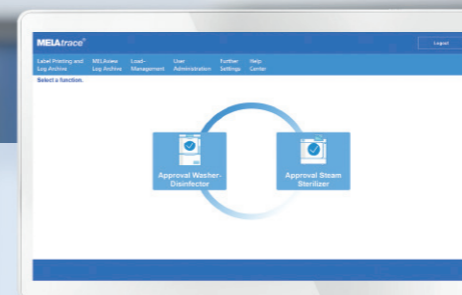 MELAtrace®
Logout
Label Printing and MELAview Load- User Further Help
Log Archive Log Archive Management Administration Settings Center
Select a function.
Approval Washer- Approval Steam
Disinfector Sterilizer